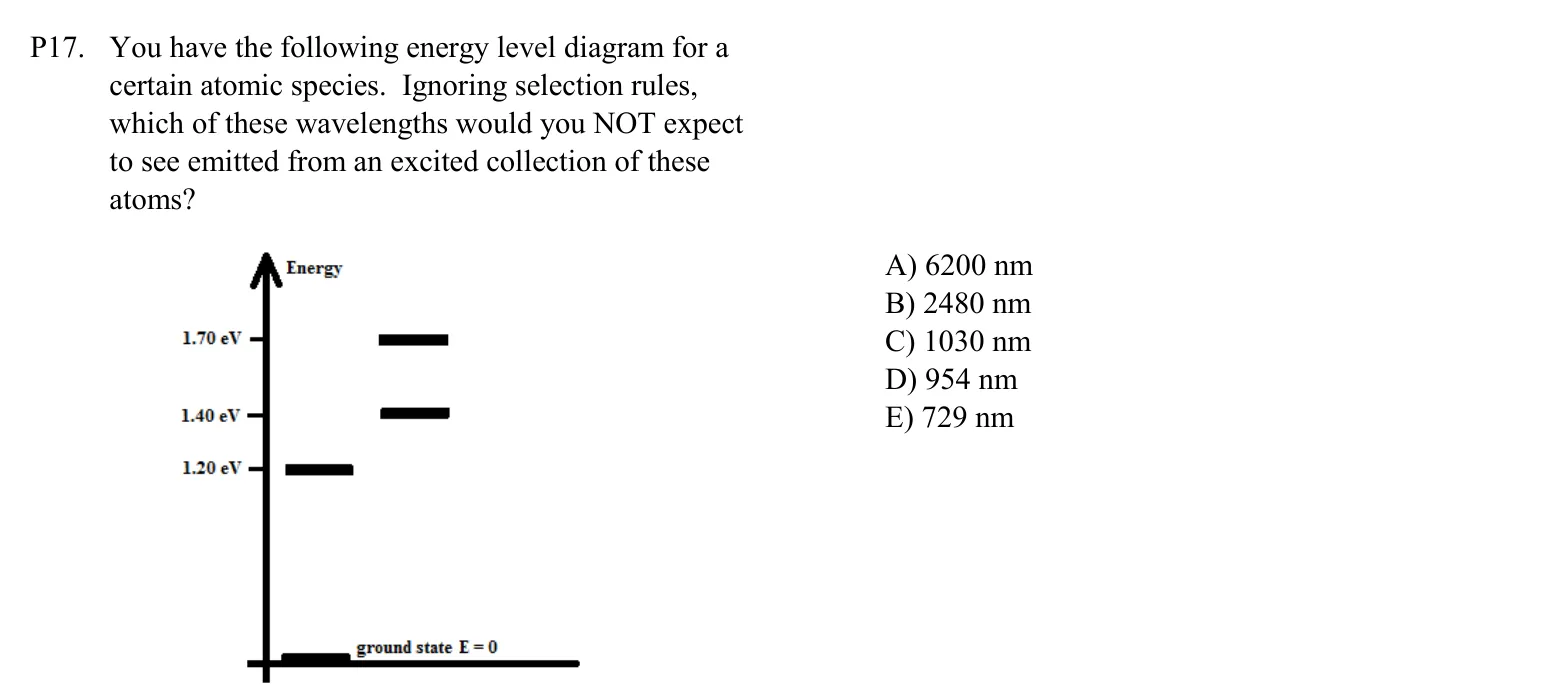 P17. You have the following energy level diagram for a
certain atomic species. Ignoring selection rules,
which of these wavelengths would you NOT expect
to see emitted from an excited collection of these
atoms?
Energy
1.70 eV
1.40 eV
1.20 eV
ground state E = 0
A) 6200 nm
B) 2480 nm
C) 1030 nm
D) 954 nm
E) 729 nm